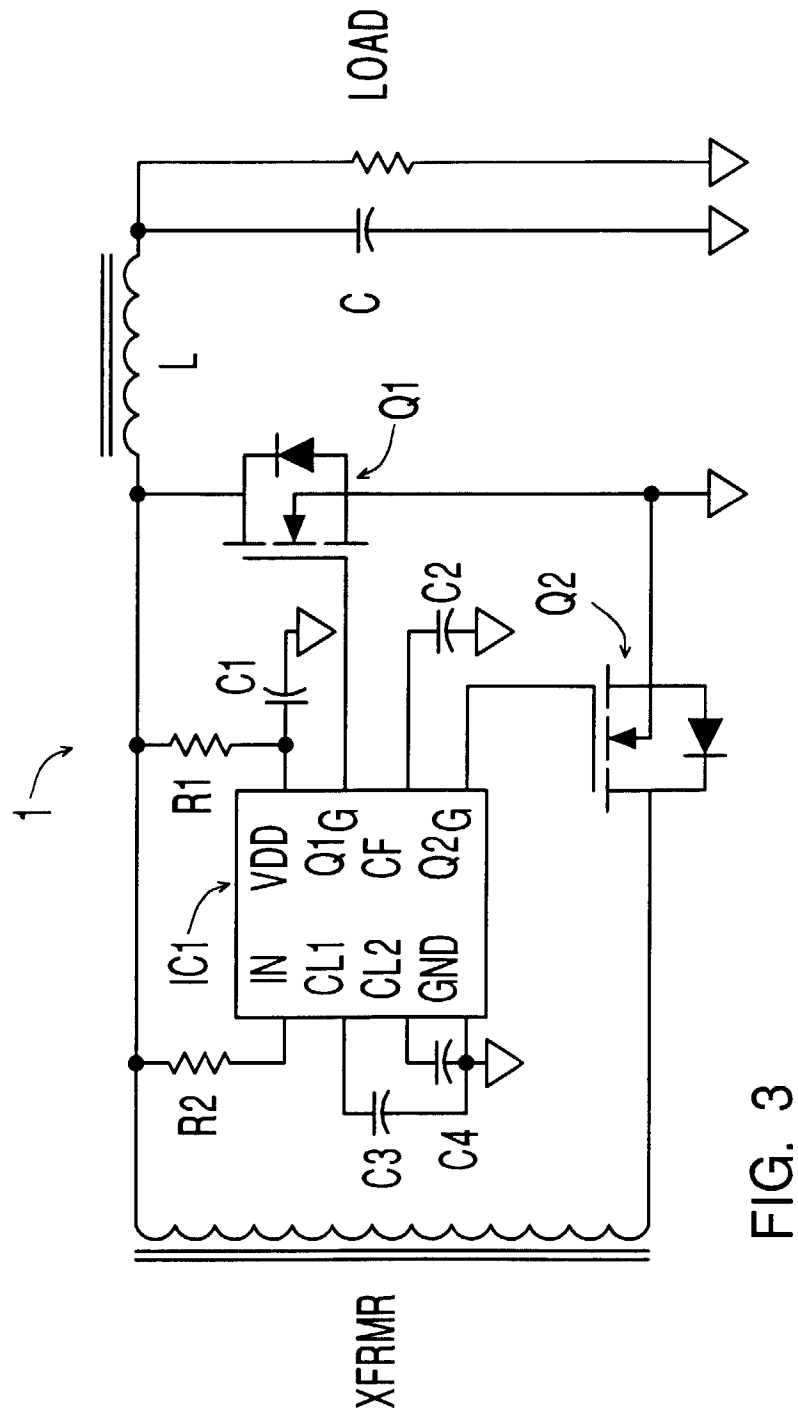 1
XFRMR
R2
IC1
R1
C1
L
C
LOAD
IN
VDD
CL1
Q1G
CL2
CF
GND
Q2G
C3
C4
C2
Q1
Q2
FIG. 3